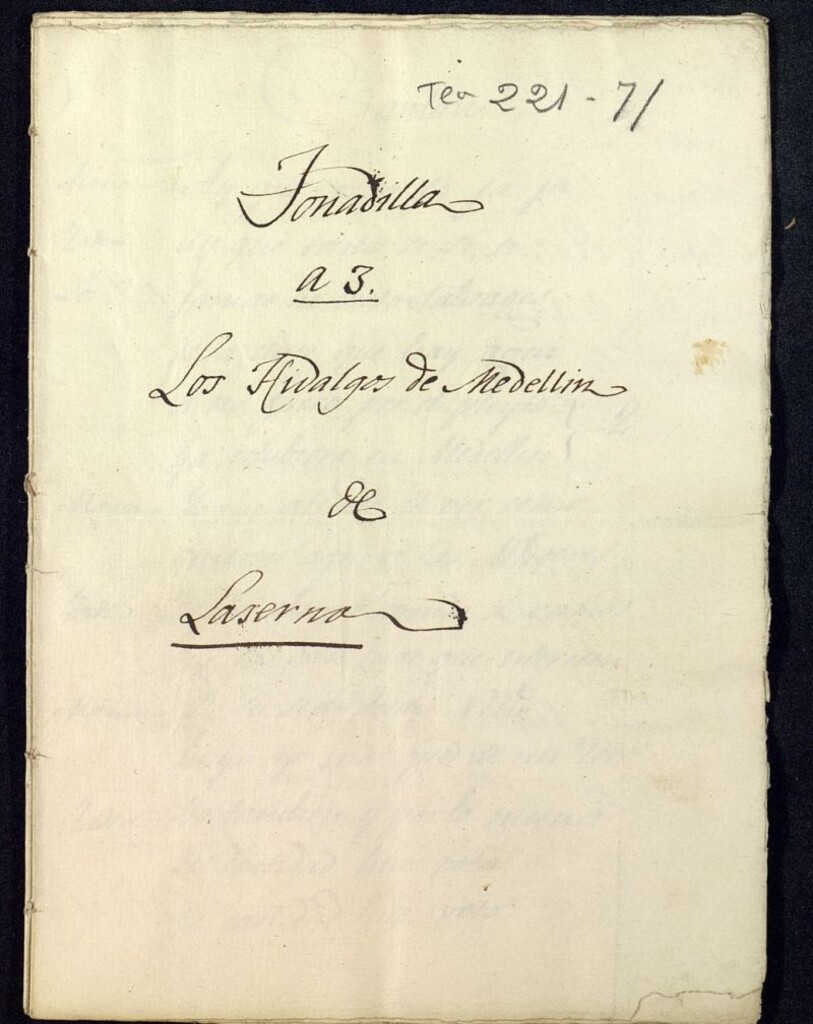 Tea 221-7/
Tonadilla
a 3.
Los Hidalgos de Medellin
de
Laserna